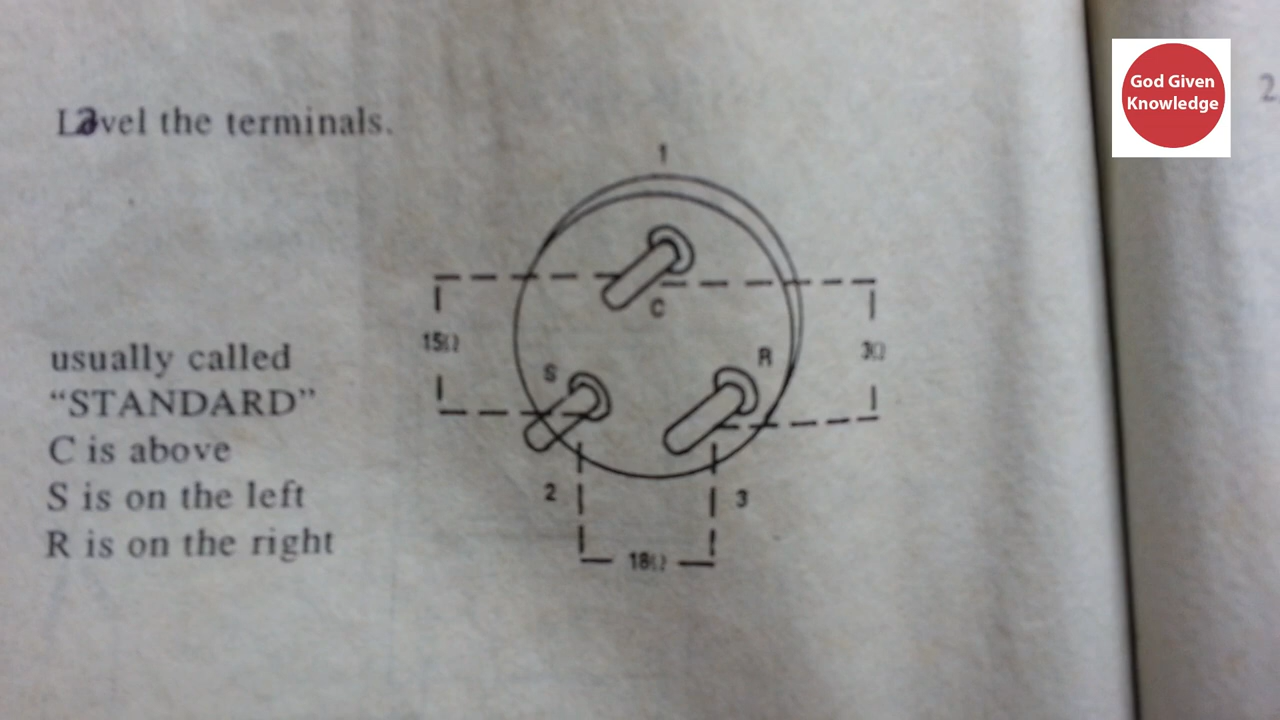 Lavel the terminals.
God Given
Knowledge
2
1
C
15Ω
3Ω
S
R
usually called
"STANDARD"
C is above
S is on the left
R is on the right
2
3
18Ω